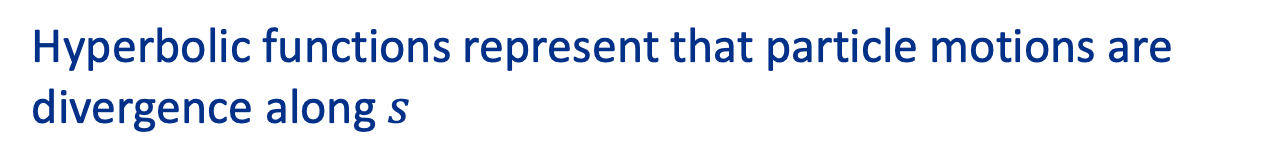 Hyperbolic functions represent that particle motions are
divergence along s